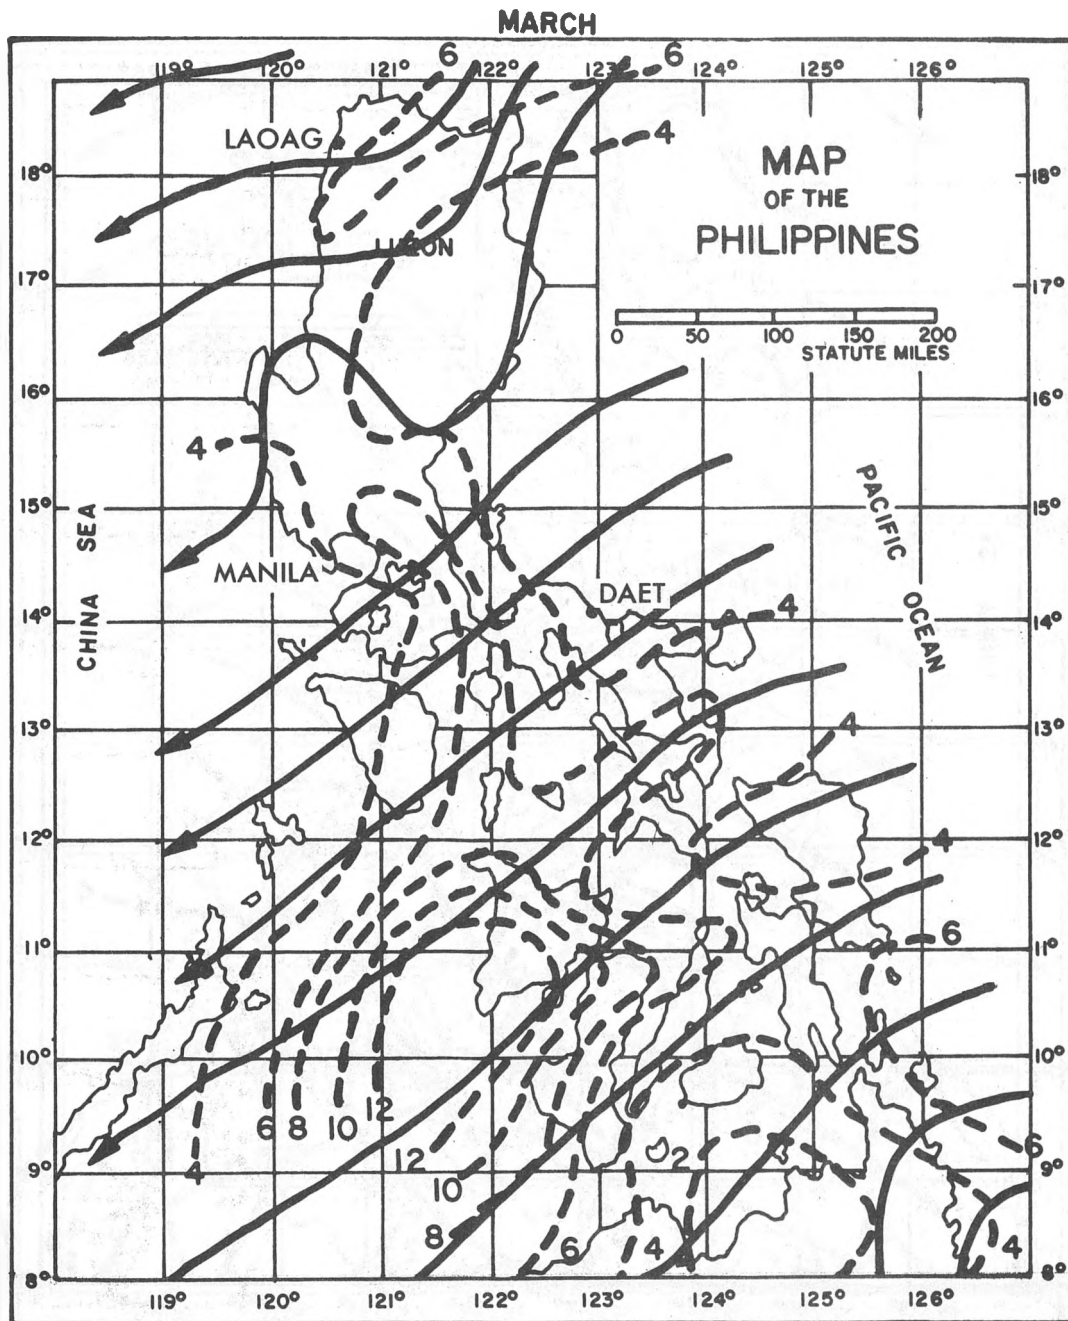 MARCH
119° 120° 121° 122° 123° 124° 125° 126°
6
6
4
LAOAG
MAP
OF THE
PHILIPPINES
18° 18°
LUZON
17° 17°
0 50 100 150 200
STATUTE MILES
16° 16°
4
PACIFIC OCEAN
15° 15°
CHINA SEA
MANILA
DAET
4
14° 14°
13° 13°
4
12° 12°
4
6
11° 11°
10° 10°
6 8 10 12
4
12
10
8
2
6
9° 9°
6 4
4
8° 8°
119° 120° 121° 122° 123° 124° 125° 126°